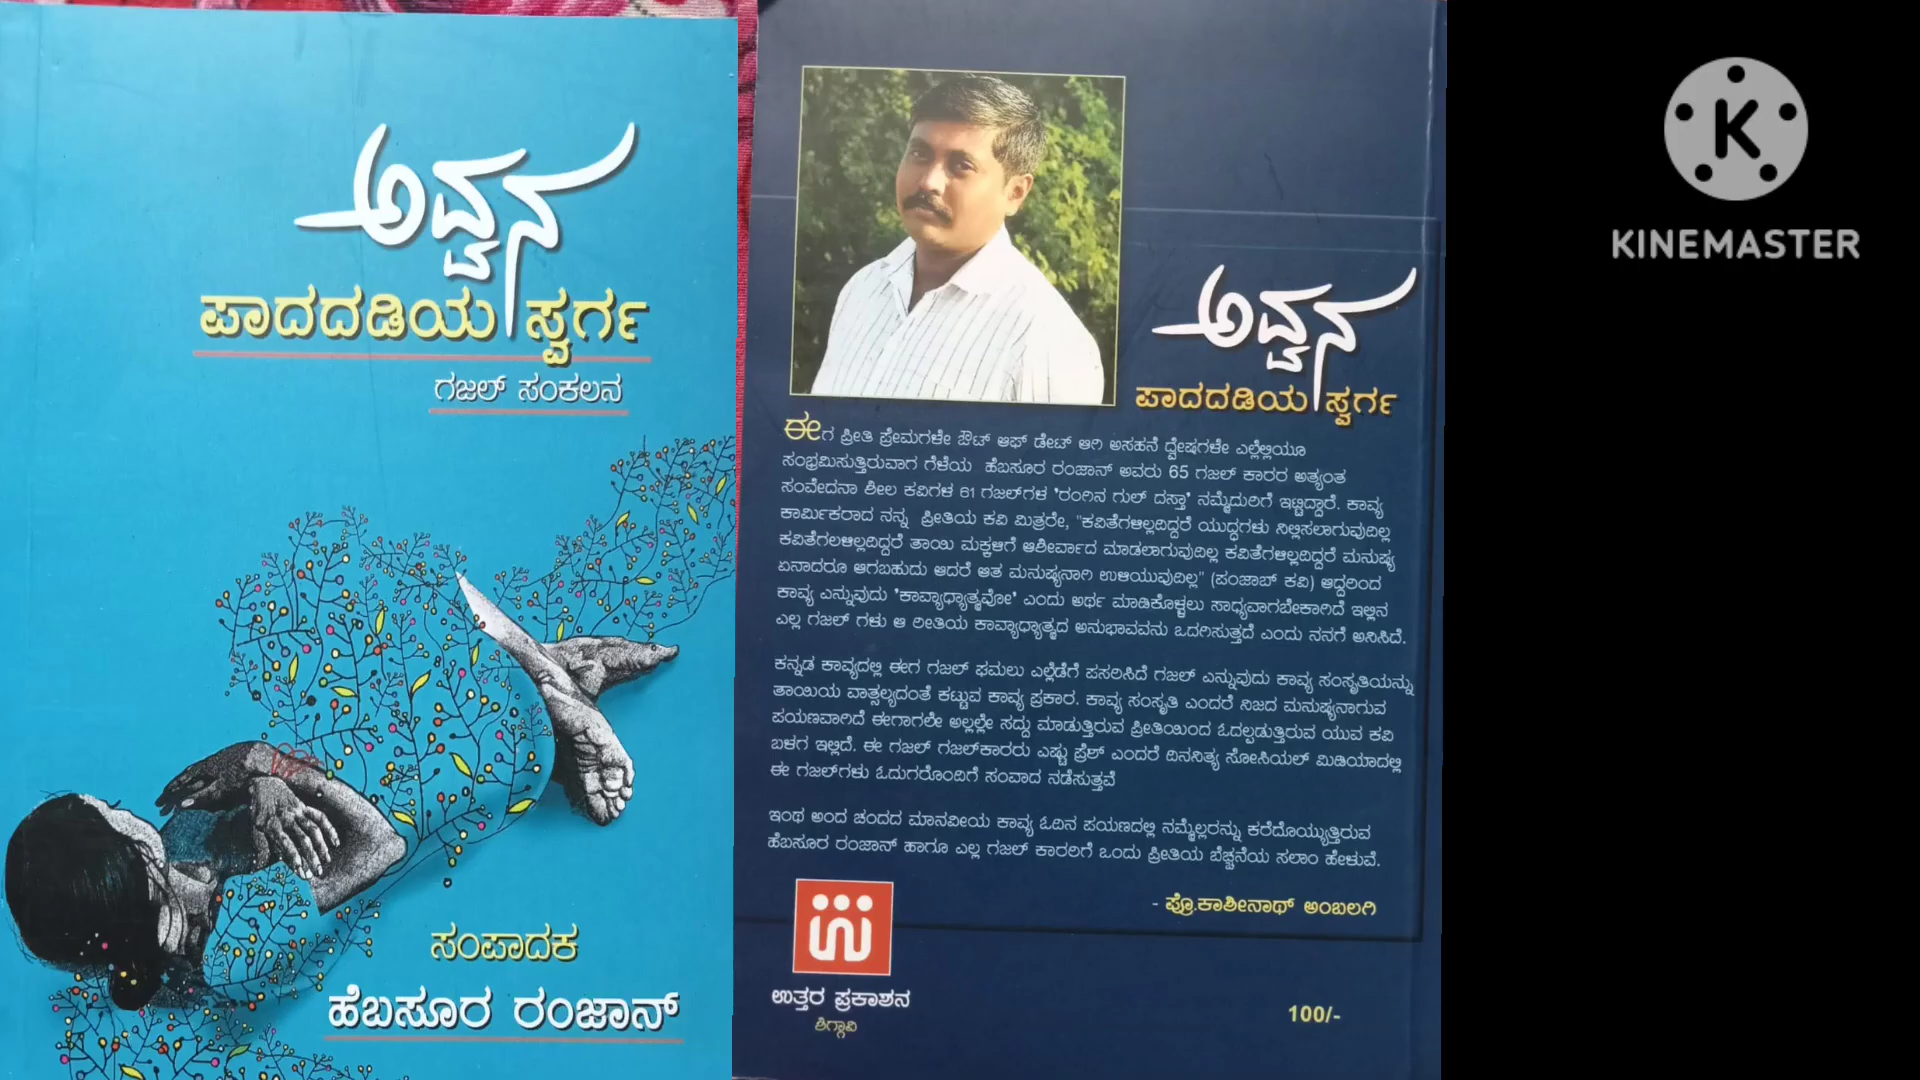 ಅವ್ವನ
ಪಾದದಡಿಯ ಸ್ವರ್ಗ
ಗಜಲ್ ಸಂಕಲನ
ಸಂಪಾದಕ
ಹೆಬಸೂರ ರಂಜಾನ್
ಅವ್ವನ
ಪಾದದಡಿಯ ಸ್ವರ್ಗ
ಈಗ ಪ್ರೀತಿ ಪ್ರೇಮಗಳೇ ಔಟ್ ಆಫ್ ಡೇಟ್ ಆಗಿ ಅಸಹನೆ ದ್ವೇಷಗಳೇ ಎಲ್ಲೆಲ್ಲಿಯೂ
ಸಂಭ್ರಮಿಸುತ್ತಿರುವಾಗ ಗೆಳೆಯ ಹೆಬಸೂರ ರಂಜಾನ್ ಅವರು 65 ಗಜಲ್ ಕಾರರ ಅತ್ಯಂತ
ಸಂವೇದನಾ ಶೀಲ ಕವಿಗಳ 61 ಗಜಲ್‌ಗಳ 'ರಂಗಿನ ಗುಲ್ ದಸ್ತಾ' ನಮ್ಮೆದುರಿಗೆ ಇಟ್ಟಿದ್ದಾರೆ. ಕಾವ್ಯ
ಕಾರ್ಮಿಕರಾದ ನನ್ನ ಪ್ರೀತಿಯ ಕವಿ ಮಿತ್ರರೇ, "ಕವಿತೆಗಳಿಲ್ಲದಿದ್ದರೆ ಯುದ್ಧಗಳು ನಿಲ್ಲಿಸಲಾಗುವುದಿಲ್ಲ
ಕವಿತೆಗಲಳಿಲ್ಲದಿದ್ದರೆ ತಾಯಿ ಮಕ್ಕಳಿಗೆ ಆಶೀರ್ವಾದ ಮಾಡಲಾಗುವುದಿಲ್ಲ ಕವಿತೆಗಳಿಲ್ಲದಿದ್ದರೆ ಮನುಷ್ಯ
ಏನಾದರೂ ಆಗಬಹುದು ಆದರೆ ಆತ ಮನುಷ್ಯನಾಗಿ ಉಳಿಯುವುದಿಲ್ಲ" (ಪಂಜಾಬ್ ಕವಿ) ಆದ್ದರಿಂದ
ಕಾವ್ಯ ಎನ್ನುವುದು 'ಕಾವ್ಯಾಧ್ಯಾತ್ಮವೋ' ಎಂದು ಅರ್ಥ ಮಾಡಿಕೊಳ್ಳಲು ಸಾಧ್ಯವಾಗಬೇಕಾಗಿದೆ ಇಲ್ಲಿನ
ಎಲ್ಲ ಗಜಲ್ ಗಳು ಆ ರೀತಿಯ ಕಾವ್ಯಾಧ್ಯಾತ್ಮದ ಅನುಭಾವವನು ಒದಗಿಸುತ್ತದೆ ಎಂದು ನನಗೆ ಅನಿಸಿದೆ.
ಕನ್ನಡ ಕಾವ್ಯದಲ್ಲಿ ಈಗ ಗಜಲ್ ಘಮಲು ಎಲ್ಲೆಡೆಗೆ ಪಸರಿಸಿದೆ ಗಜಲ್ ಎನ್ನುವುದು ಕಾವ್ಯ ಸಂಸ್ಕೃತಿಯನ್ನು
ತಾಯಿಯ ವಾತ್ಸಲ್ಯದಂತೆ ಕಟ್ಟುವ ಕಾವ್ಯ ಪ್ರಕಾರ. ಕಾವ್ಯ ಸಂಸ್ಕೃತಿ ಎಂದರೆ ನಿಜದ ಮನುಷ್ಯನಾಗುವ
ಪಯಣವಾಗಿದೆ ಈಗಾಗಲೇ ಅಲ್ಲಲ್ಲೇ ಸದ್ದು ಮಾಡುತ್ತಿರುವ ಪ್ರೀತಿಯಿಂದ ಓದಲ್ಪಡುತ್ತಿರುವ ಯುವ ಕವಿ
ಬಳಗ ಇಲ್ಲಿದೆ. ಈ ಗಜಲ್ ಗಜಲ್‌ಕಾರರು ಎಷ್ಟು ಫ್ರೆಶ್ ಎಂದರೆ ದಿನನಿತ್ಯ ಸೋಸಿಯಲ್ ಮಿಡಿಯಾದಲ್ಲಿ
ಈ ಗಜಲ್‌ಗಳು ಓದುಗರೊಂದಿಗೆ ಸಂವಾದ ನಡೆಸುತ್ತವೆ
ಇಂಥ ಅಂದ ಚಂದದ ಮಾನವೀಯ ಕಾವ್ಯ ಓದಿನ ಪಯಣದಲ್ಲಿ ನಮ್ಮೆಲ್ಲರನ್ನು ಕರೆದೊಯ್ಯುತ್ತಿರುವ
ಹೆಬಸೂರ ರಂಜಾನ್ ಹಾಗೂ ಎಲ್ಲ ಗಜಲ್ ಕಾರರಿಗೆ ಒಂದು ಪ್ರೀತಿಯ ಬೆಚ್ಚನೆಯ ಸಲಾಂ ಹೇಳುವೆ.
- ಪ್ರೊ.ಕಾಶೀನಾಥ್ ಅಂಬಲಗಿ
ಉತ್ತರ ಪ್ರಕಾಶನ
ಶಿಗ್ಗಾವಿ
100/-
K
KINEMASTER